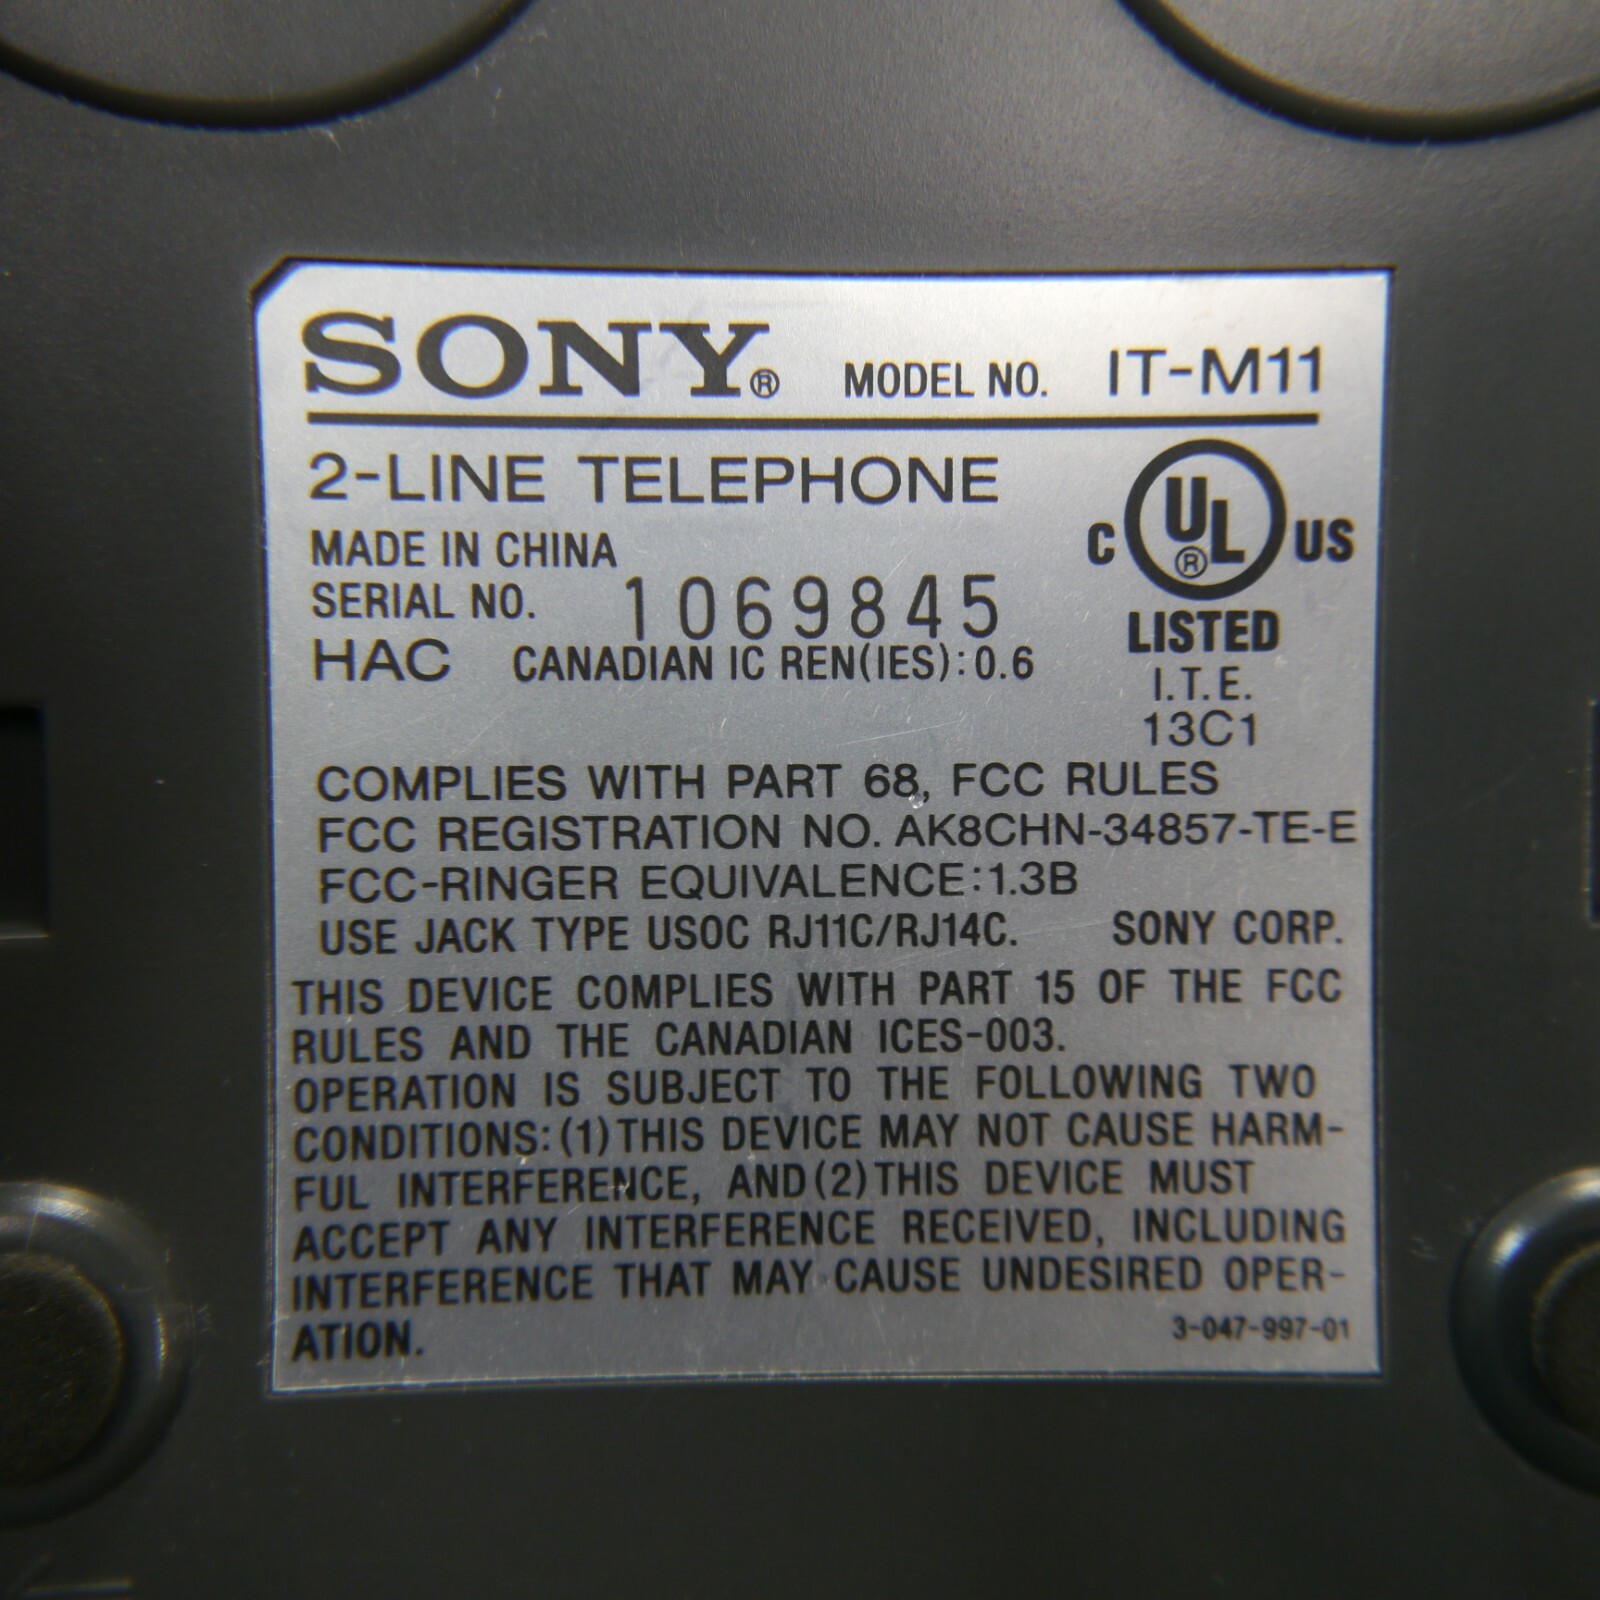 SONY® MODEL NO. IT-M11
2-LINE TELEPHONE
MADE IN CHINA
SERIAL NO. 1069845
HAC CANADIAN IC REN(IES):0.6
C UL® US
LISTED
I.T.E.
13C1
COMPLIES WITH PART 68, FCC RULES
FCC REGISTRATION NO. AK8CHN-34857-TE-E
FCC-RINGER EQUIVALENCE:1.3B
USE JACK TYPE USOC RJ11C/RJ14C. SONY CORP.
THIS DEVICE COMPLIES WITH PART 15 OF THE FCC
RULES AND THE CANADIAN ICES-003.
OPERATION IS SUBJECT TO THE FOLLOWING TWO
CONDITIONS:(1)THIS DEVICE MAY NOT CAUSE HARM-
FUL INTERFERENCE, AND(2)THIS DEVICE MUST
ACCEPT ANY INTERFERENCE RECEIVED, INCLUDING
INTERFERENCE THAT MAY CAUSE UNDESIRED OPER-
ATION.
3-047-997-01